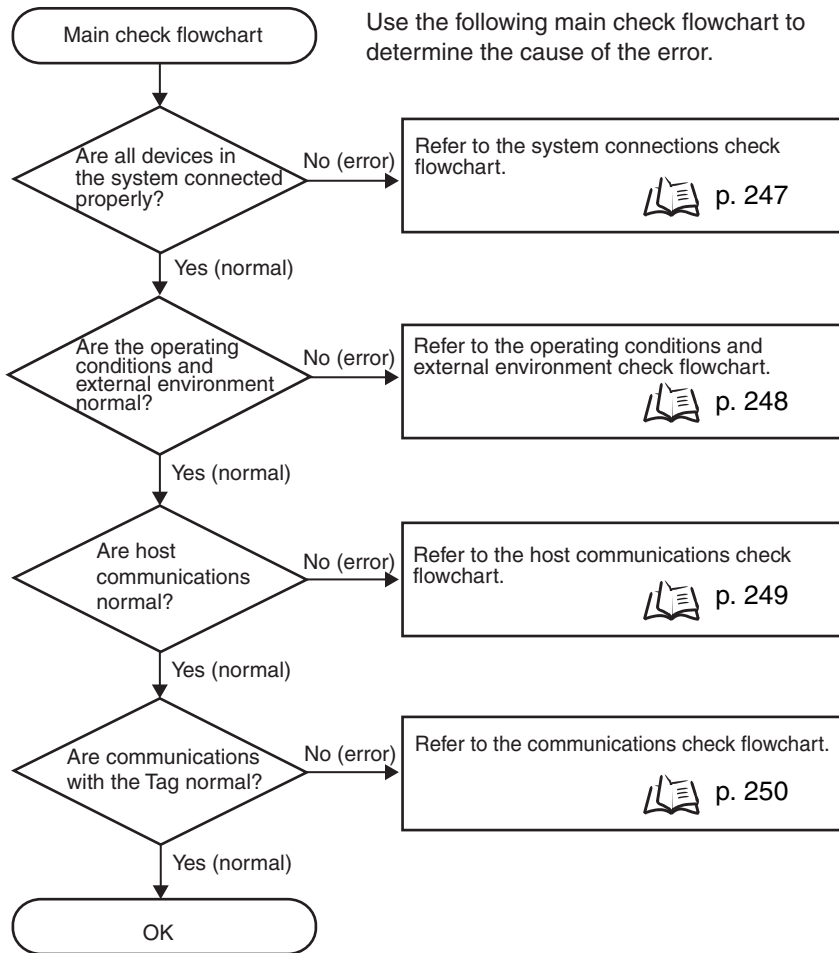 Main check flowchart
Use the following main check flowchart to
determine the cause of the error.
Are all devices in
the system connected
properly?
No (error)
Refer to the system connections check
flowchart.
p. 247
Yes (normal)
Are the operating
conditions and
external environment
normal?
No (error)
Refer to the operating conditions and
external environment check flowchart.
p. 248
Yes (normal)
Are host
communications
normal?
No (error)
Refer to the host communications check
flowchart.
p. 249
Yes (normal)
Are communications
with the Tag normal?
No (error)
Refer to the communications check flowchart.
p. 250
Yes (normal)
OK